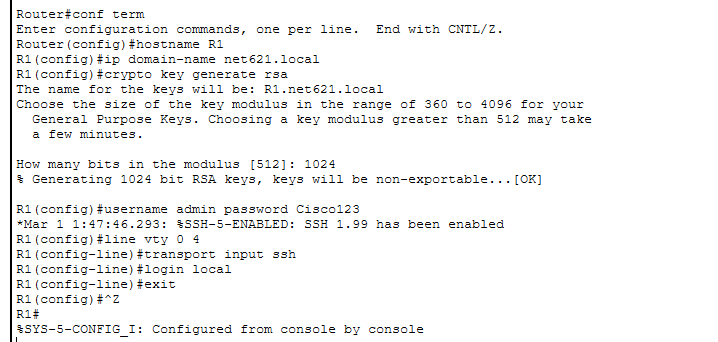 Router#conf term
Enter configuration commands, one per line.  End with CNTL/Z.
Router(config)#hostname R1
R1(config)#ip domain-name net621.local
R1(config)#crypto key generate rsa
The name for the keys will be: R1.net621.local
Choose the size of the key modulus in the range of 360 to 4096 for your
  General Purpose Keys. Choosing a key modulus greater than 512 may take
  a few minutes.

How many bits in the modulus [512]: 1024
% Generating 1024 bit RSA keys, keys will be non-exportable...[OK]

R1(config)#username admin password Cisco123
*Mar 1 1:47:46.293: %SSH-5-ENABLED: SSH 1.99 has been enabled
R1(config)#line vty 0 4
R1(config-line)#transport input ssh
R1(config-line)#login local
R1(config-line)#exit
R1(config)#^Z
R1#
%SYS-5-CONFIG_I: Configured from console by console